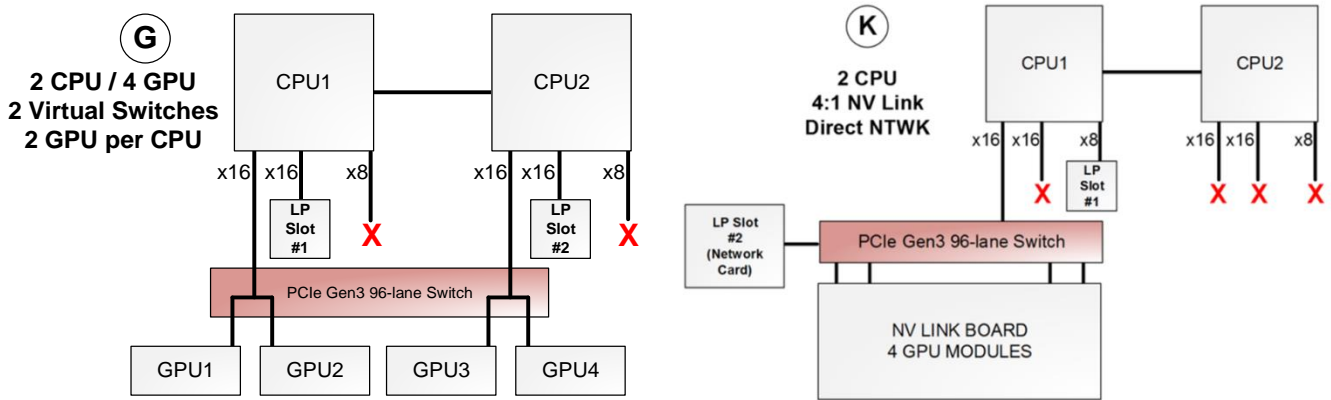 G
2 CPU / 4 GPU
2 Virtual Switches
2 GPU per CPU
CPU1
CPU2
x16
x16
x8
x16
x16
x8
LP
Slot
#1
X
LP
Slot
#2
X
PCIe Gen3 96-lane Switch
GPU1
GPU2
GPU3
GPU4
K
2 CPU
4:1 NV Link
Direct NTWK
CPU1
CPU2
x16
x16
x8
x16
x16
x8
X
LP
Slot
#1
X
X
X
LP Slot
#2
(Network
Card)
PCIe Gen3 96-lane Switch
NV LINK BOARD
4 GPU MODULES